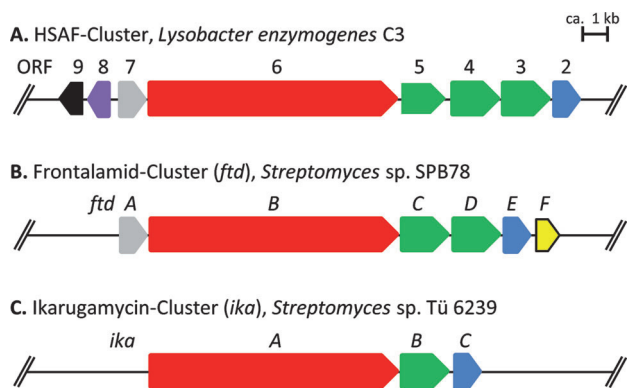 ca. 1 kb
A. HSAF-Cluster, Lysobacter enzymogenes C3
ORF 9 8 7 6 5 4 3 2
B. Frontalamid-Cluster (ftd), Streptomyces sp. SPB78
ftd A B C D E F
C. Ikarugamycin-Cluster (ika), Streptomyces sp. Tü 6239
ika A B C